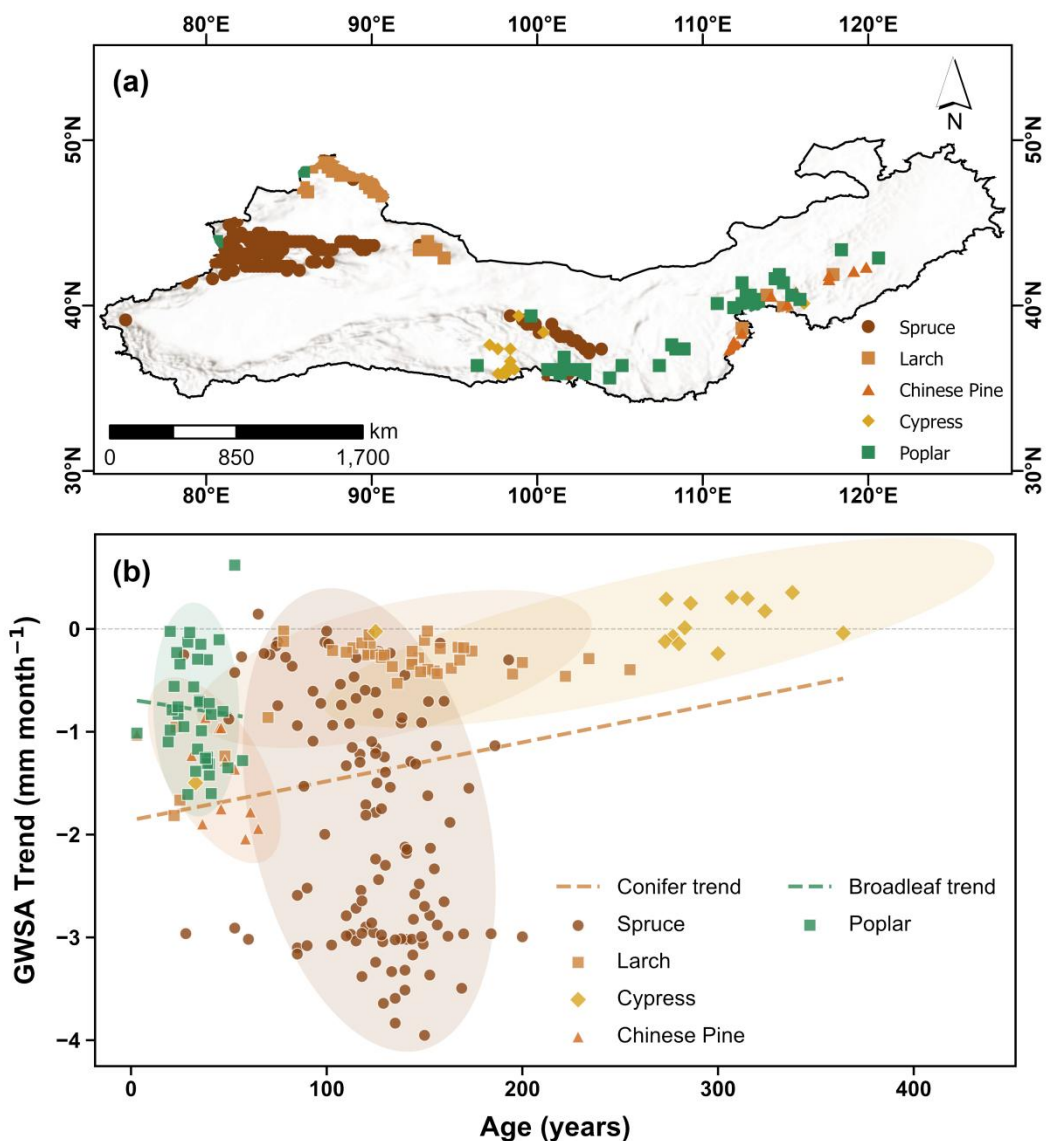 80°E 90°E 100°E 110°E 120°E
(a)
N
50°N 50°N
40°N 40°N
30°N 30°N
Spruce
Larch
Chinese Pine
Cypress
Poplar
km
0 850 1,700
80°E 90°E 100°E 110°E 120°E
(b)
GWSA Trend (mm month⁻¹)
0
−1
−2
−3
−4
Conifer trend Broadleaf trend
Spruce Poplar
Larch
Cypress
Chinese Pine
0 100 200 300 400
Age (years)